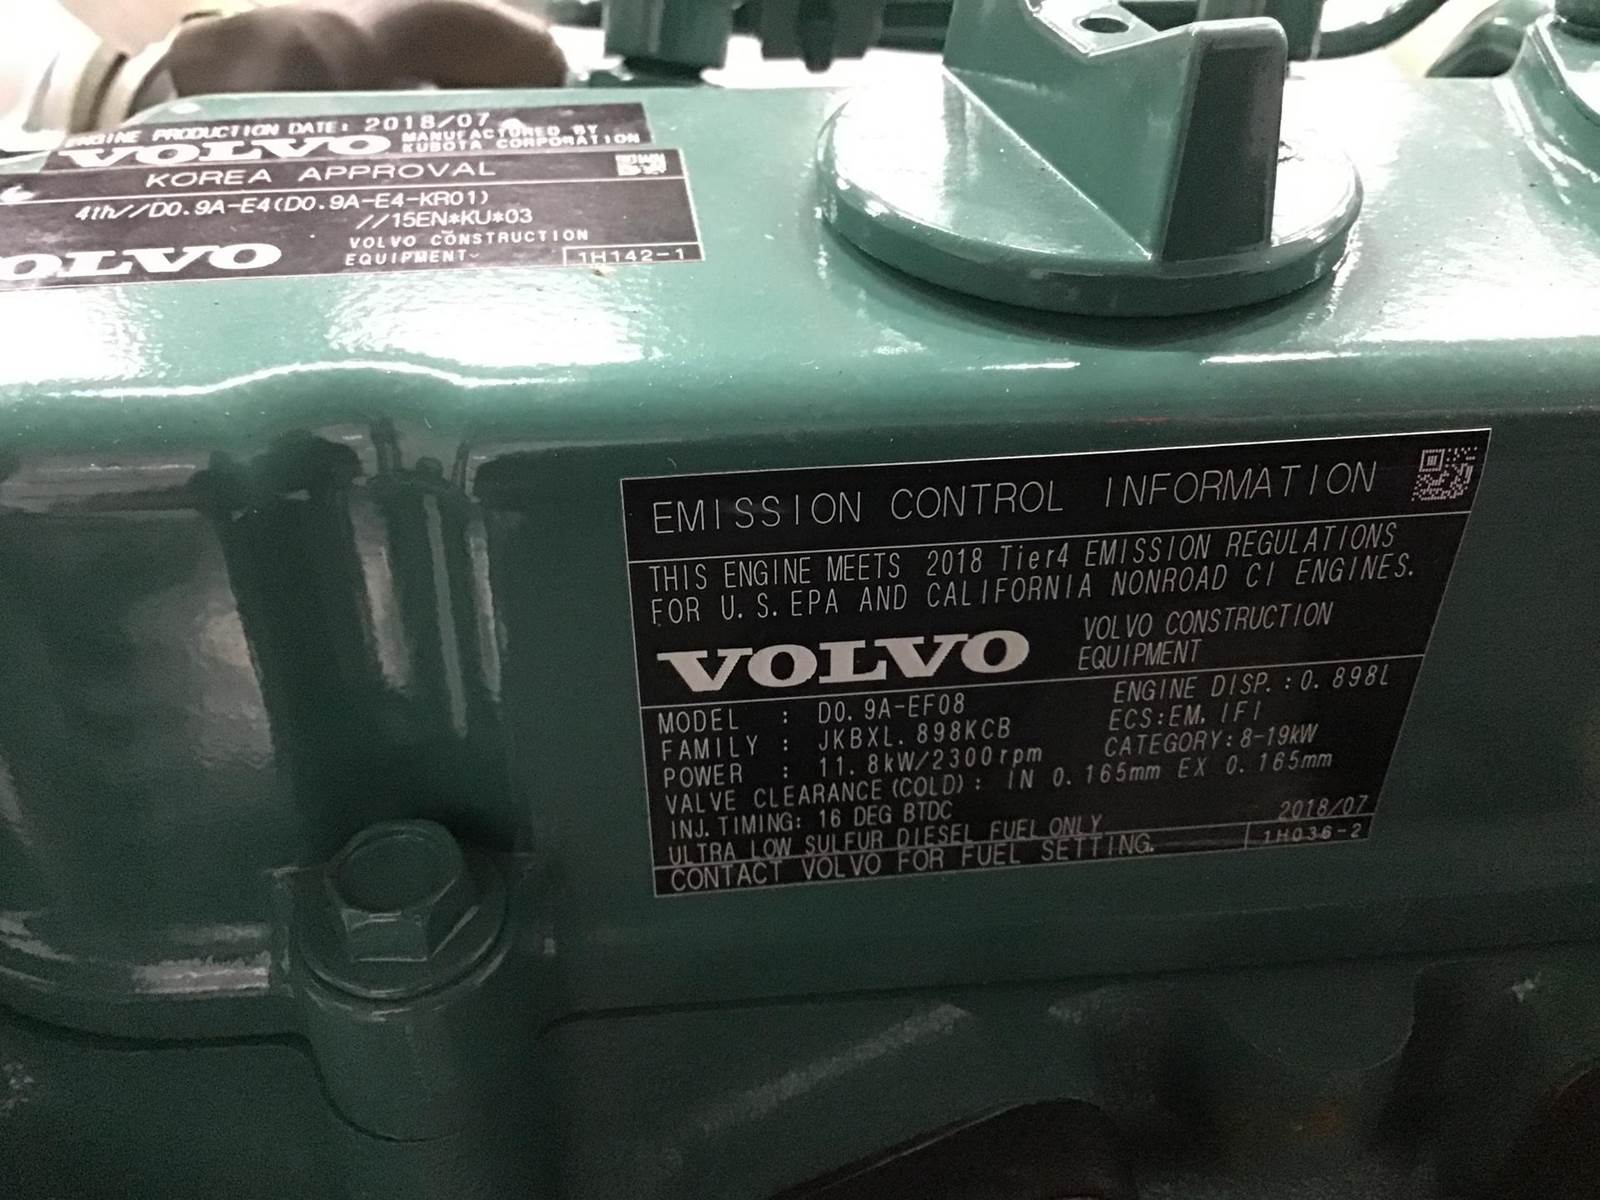 ENGINE PRODUCTION DATE: 2018/07
VOLVO
MANUFACTURED BY
KUBOTA CORPORATION
KOREA APPROVAL
4th//D0.9A-E4(D0.9A-E4-KR01)
//15EN*KU*03
VOLVO
VOLVO CONSTRUCTION
EQUIPMENT
1H142-1
EMISSION CONTROL INFORMATION
THIS ENGINE MEETS 2018 Tier4 EMISSION REGULATIONS
FOR U.S.EPA AND CALIFORNIA NONROAD CI ENGINES.
VOLVO
VOLVO CONSTRUCTION
EQUIPMENT
MODEL : D0.9A-EF08 ENGINE DISP.:0.898L
FAMILY : JKBXL.898KCB ECS:EM, IFI
POWER : 11.8kW/2300rpm CATEGORY:8-19kW
VALVE CLEARANCE(COLD): IN 0.165mm EX 0.165mm
INJ.TIMING: 16 DEG BTDC 2018/07
ULTRA LOW SULFUR DIESEL FUEL ONLY
CONTACT VOLVO FOR FUEL SETTING. 1H036-2